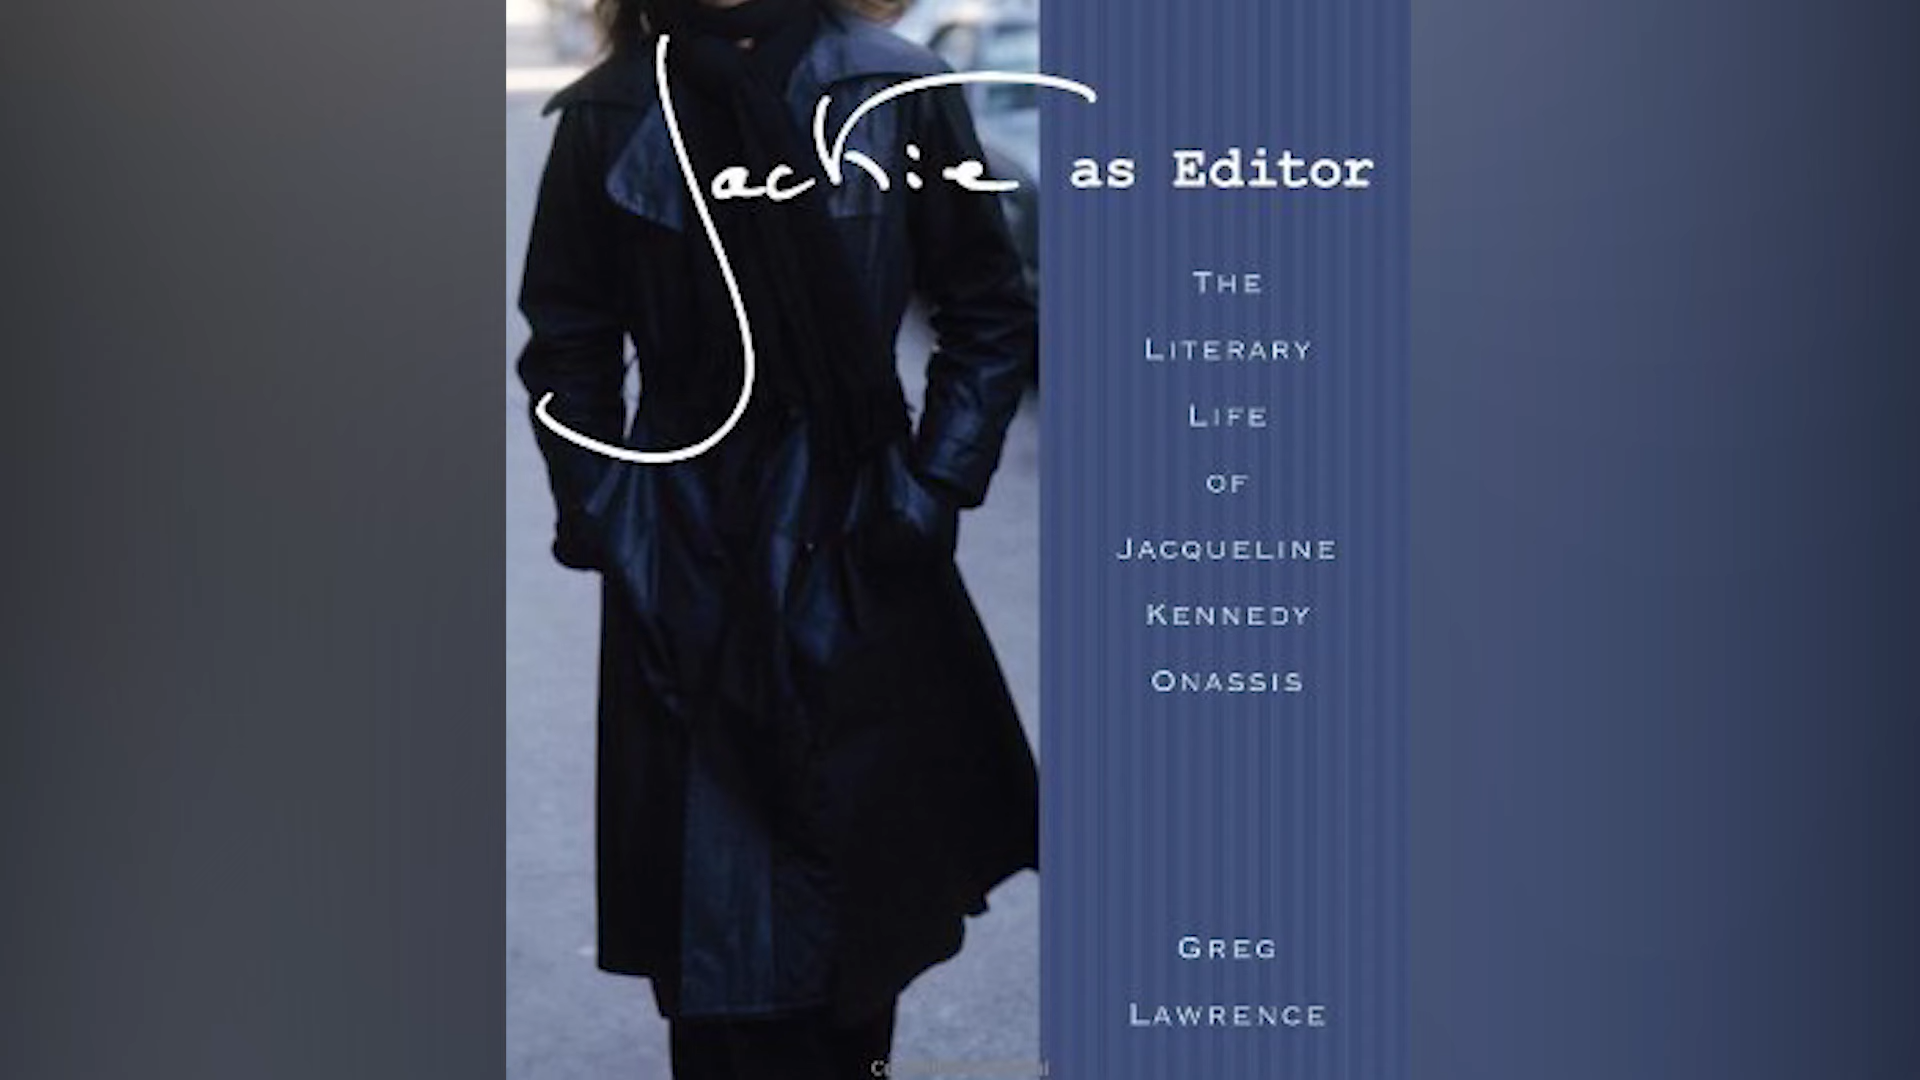 Jackie as Editor
The
Literary
Life
of
Jacqueline
Kennedy
Onassis
Greg
Lawrence